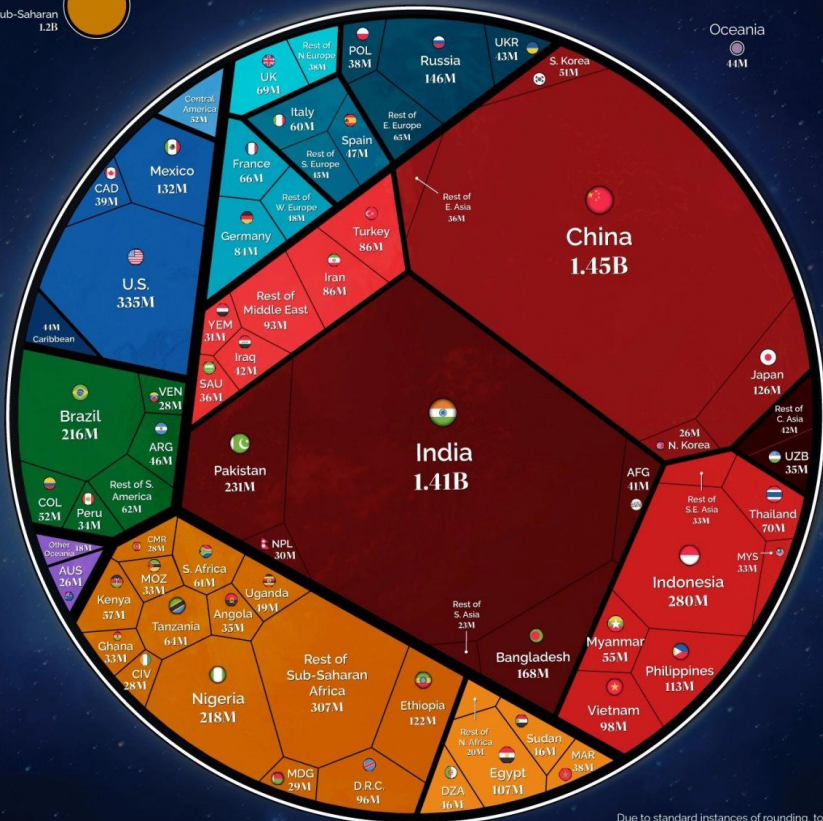 ub-Saharan
1.2B
Oceania
44M
UK
69M
Rest of
N.Europe
38M
POL
38M
Russia
146M
UKR
43M
S. Korea
51M
Central
America
52M
Italy
60M
Spain
47M
Rest of
E. Europe
65M
Rest of
S. Europe
45M
France
66M
Rest of
W. Europe
48M
Germany
84M
Mexico
132M
CAD
39M
U.S.
335M
44M
Caribbean
Turkey
86M
Iran
86M
Rest of
Middle East
93M
YEM
31M
Iraq
42M
SAU
36M
Rest of
E. Asia
36M
China
1.45B
Japan
126M
26M
N. Korea
Rest of
C. Asia
42M
UZB
35M
Brazil
216M
VEN
28M
ARG
46M
COL
52M
Peru
34M
Rest of S.
America
62M
Pakistan
231M
India
1.41B
AFG
41M
NPL
30M
Rest of
S. Asia
23M
Bangladesh
168M
Rest of
S.E. Asia
33M
Thailand
70M
MYS
33M
Indonesia
280M
Myanmar
55M
Philippines
113M
Vietnam
98M
Other
Oceania 18M
AUS
26M
CMR
28M
MOZ
33M
S. Africa
61M
Kenya
57M
Tanzania
64M
Angola
35M
Uganda
49M
Ghana
33M
CIV
28M
Nigeria
218M
Rest of
Sub-Saharan
Africa
307M
Ethiopia
122M
MDG
29M
D.R.C.
96M
Rest of
N. Africa
20M
Sudan
46M
MAR
38M
Egypt
107M
DZA
46M
Due to standard instances of rounding, to